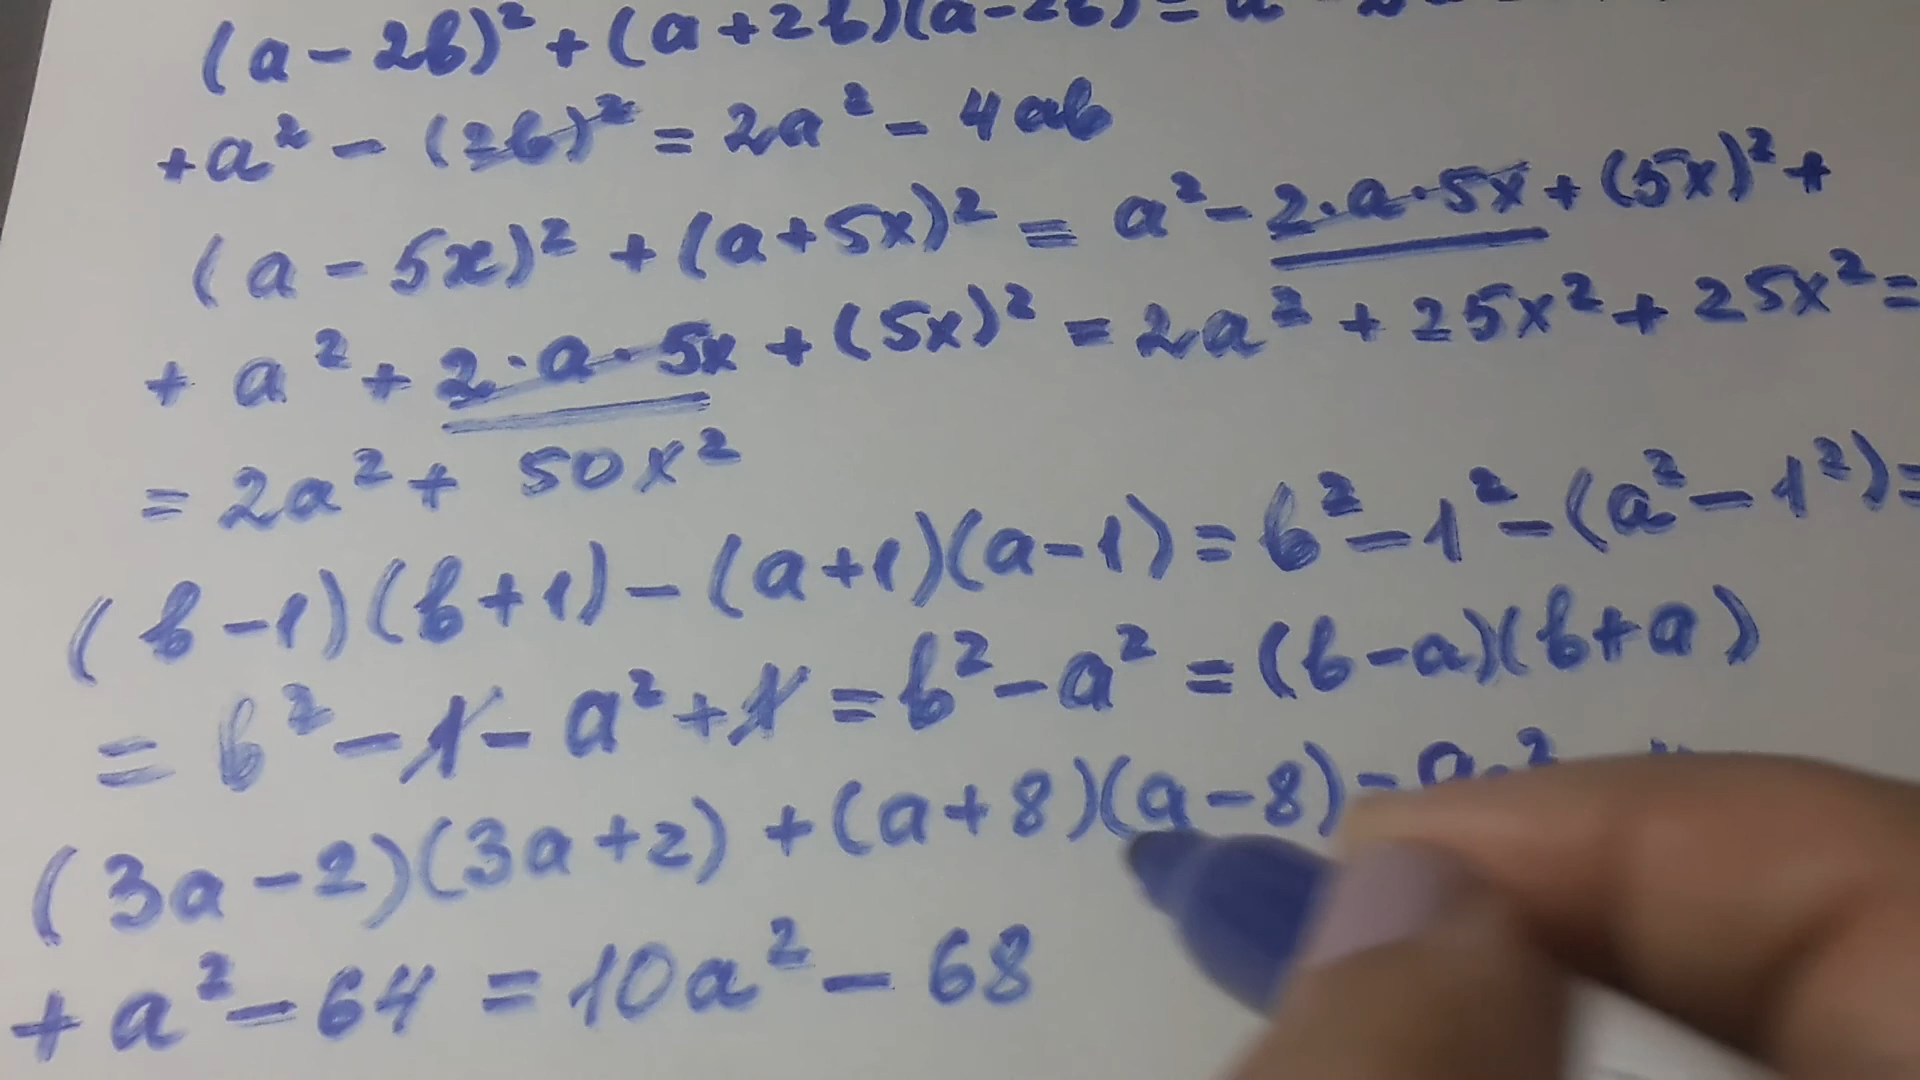 (a - 2b)² + (a + 2b)(a - 2b) = a
+ a² - (2b)² = 2a² - 4ab
(a - 5x)² + (a + 5x)² = a² - 2·a·5x + (5x)² +
+ a² + 2·a·5x + (5x)² = 2a² + 25x² + 25x² =
= 2a² + 50x²
(b - 1)(b + 1) - (a + 1)(a - 1) = b² - 1² - (a² - 1²) =
= b² - 1 - a² + 1 = b² - a² = (b - a)(b + a)
(3a - 2)(3a + 2) + (a + 8)(a - 8)
+ a² - 64 = 10a² - 68